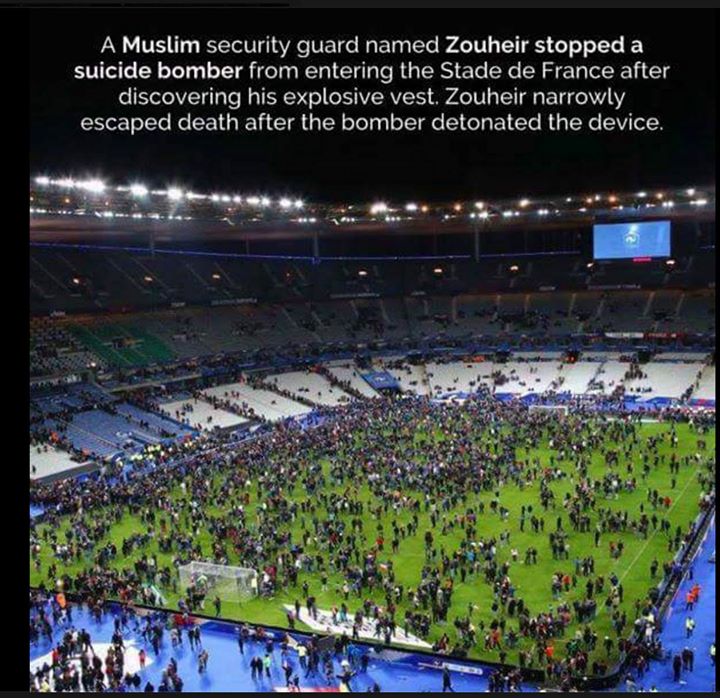 A Muslim security guard named Zouheir stopped a
suicide bomber from entering the Stade de France after
discovering his explosive vest. Zouheir narrowly
escaped death after the bomber detonated the device.